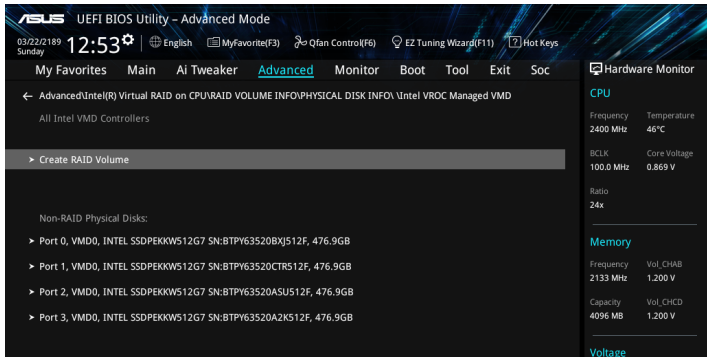 ASUS UEFI BIOS Utility – Advanced Mode
03/22/2189 Sunday 12:53 English MyFavorite(F3) Qfan Control(F6) EZ Tuning Wizard(F11) Hot Keys
My Favorites Main Ai Tweaker Advanced Monitor Boot Tool Exit Soc
Hardware Monitor
← Advanced\Intel(R) Virtual RAID on CPU\RAID VOLUME INFO\PHYSICAL DISK INFO\ \Intel VROC Managed VMD
All Intel VMD Controllers
> Create RAID Volume
Non-RAID Physical Disks:
> Port 0, VMD0, INTEL SSDPEKKW512G7 SN:BTPY63520BXJ512F, 476.9GB
> Port 1, VMD0, INTEL SSDPEKKW512G7 SN:BTPY63520CTR512F, 476.9GB
> Port 2, VMD0, INTEL SSDPEKKW512G7 SN:BTPY63520ASU512F, 476.9GB
> Port 3, VMD0, INTEL SSDPEKKW512G7 SN:BTPY63520A2K512F, 476.9GB
CPU
Frequency Temperature
2400 MHz 46°C
BCLK Core Voltage
100.0 MHz 0.869 V
Ratio
24x
Memory
Frequency Vol_CHAB
2133 MHz 1.200 V
Capacity Vol_CHCD
4096 MB 1.200 V
Voltage